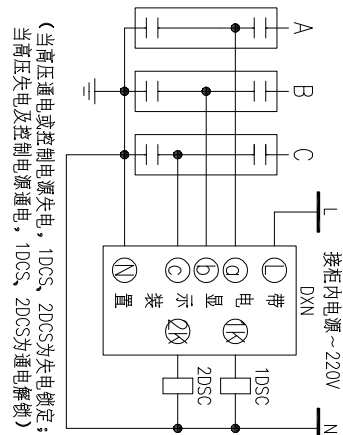 A
B
C
L
接柜内电源~220V
N
DXN
L
a
b
c
N
带电显示装置
1K
2K
1DSC
2DSC
(当高压通电或控制电源失电，1DCS、2DCS为失电锁定；
当高压失电及控制电源通电，1DCS、2DCS为通电解锁)